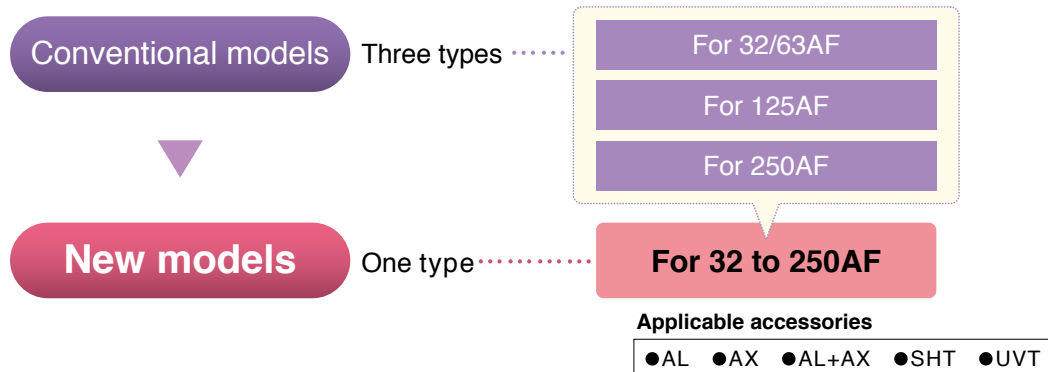 Conventional models
Three types
For 32/63AF
For 125AF
For 250AF
New models
One type
For 32 to 250AF
Applicable accessories
●AL ●AX ●AL+AX ●SHT ●UVT